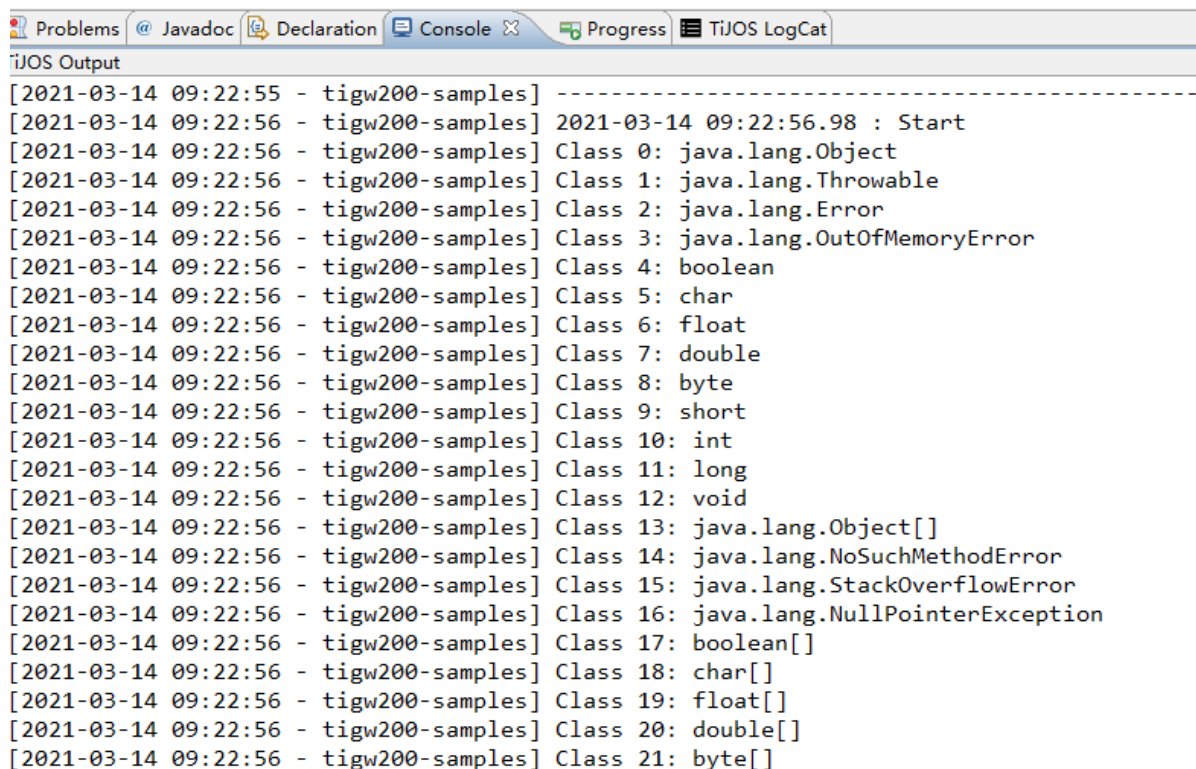 Problems @ Javadoc Declaration Console Progress TiJOS LogCat
TiJOS Output
[2021-03-14 09:22:55 - tigw200-samples] -----------------------------------------------
[2021-03-14 09:22:56 - tigw200-samples] 2021-03-14 09:22:56.98 : Start
[2021-03-14 09:22:56 - tigw200-samples] Class 0: java.lang.Object
[2021-03-14 09:22:56 - tigw200-samples] Class 1: java.lang.Throwable
[2021-03-14 09:22:56 - tigw200-samples] Class 2: java.lang.Error
[2021-03-14 09:22:56 - tigw200-samples] Class 3: java.lang.OutOfMemoryError
[2021-03-14 09:22:56 - tigw200-samples] Class 4: boolean
[2021-03-14 09:22:56 - tigw200-samples] Class 5: char
[2021-03-14 09:22:56 - tigw200-samples] Class 6: float
[2021-03-14 09:22:56 - tigw200-samples] Class 7: double
[2021-03-14 09:22:56 - tigw200-samples] Class 8: byte
[2021-03-14 09:22:56 - tigw200-samples] Class 9: short
[2021-03-14 09:22:56 - tigw200-samples] Class 10: int
[2021-03-14 09:22:56 - tigw200-samples] Class 11: long
[2021-03-14 09:22:56 - tigw200-samples] Class 12: void
[2021-03-14 09:22:56 - tigw200-samples] Class 13: java.lang.Object[]
[2021-03-14 09:22:56 - tigw200-samples] Class 14: java.lang.NoSuchMethodError
[2021-03-14 09:22:56 - tigw200-samples] Class 15: java.lang.StackOverflowError
[2021-03-14 09:22:56 - tigw200-samples] Class 16: java.lang.NullPointerException
[2021-03-14 09:22:56 - tigw200-samples] Class 17: boolean[]
[2021-03-14 09:22:56 - tigw200-samples] Class 18: char[]
[2021-03-14 09:22:56 - tigw200-samples] Class 19: float[]
[2021-03-14 09:22:56 - tigw200-samples] Class 20: double[]
[2021-03-14 09:22:56 - tigw200-samples] Class 21: byte[]